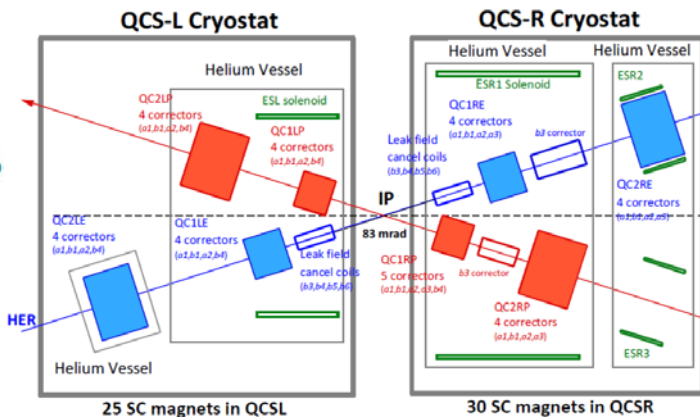 QCS-L Cryostat
QCS-R Cryostat
Helium Vessel
QC2LP
4 correctors
(a1,b1,a2,b4)
ESL solenoid
QC1LP
4 correctors
(a1,b1,a2,b4)
QC2LE
4 correctors
(a1,b1,a2,b4)
QC1LE
4 correctors
(a1,b1,a2,b4)
Leak field
cancel coils
(b3,b4,b5,b6)
HER
Helium Vessel
25 SC magnets in QCSL
IP
83 mrad
Helium Vessel
Helium Vessel
ESR1 Solenoid
ESR2
QC1RE
4 correctors
(a1,b1,a2,a3)
b3 corrector
Leak field
cancel coils
(b3,b4,b5,b6)
QC2RE
4 correctors
(a1,b1,a2,a3)
QC1RP
5 correctors
(a1,b1,a2,a3,b4)
b3 corrector
QC2RP
4 correctors
(a1,b1,a2,a3)
ESR3
30 SC magnets in QCSR